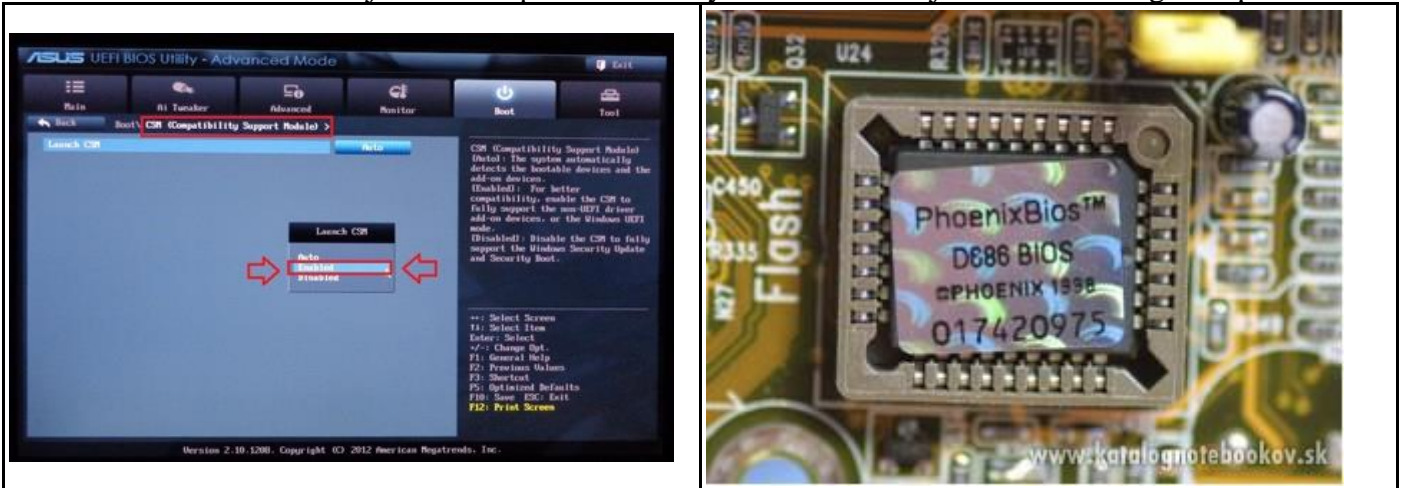 ASUS UEFI BIOS Utility - Advanced Mode
Exit
Main
Ai Tweaker
Advanced
Monitor
Boot
Tool
Back
Boot\ CSM (Compatibility Support Module) >
Launch CSM
Auto
CSM (Compatibility Support Module)
[Auto]: The system automatically
detects the bootable devices and the
add-on devices.
[Enabled]: For better
compatibility, enable the CSM to
fully support the non-UEFI driver
add-on devices, or the Windows UEFI
mode.
[Disabled]: Disable the CSM to fully
support the Windows Security Update
and Security Boot.
Launch CSM
Auto
Enabled
Disabled
: Select Screen
: Select Item
Enter: Select
+/-: Change Opt.
F1: General Help
F2: Previous Values
F3: Shortcut
F5: Optimized Defaults
F10: Save ESC: Exit
F12: Print Screen
Version 2.10.1208. Copyright (C) 2012 American Megatrends, Inc.
Q32
U24
R320
C450
R335
Flash
PhoenixBios™
D686 BIOS
©PHOENIX 1998
017420975
www.katalognotebookov.sk